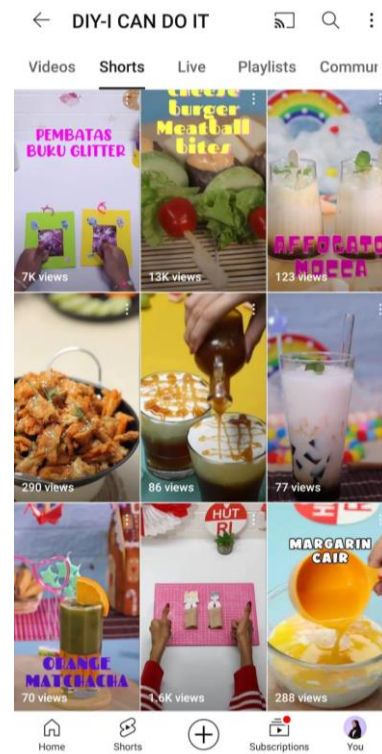 DIY-I CAN DO IT
Videos Shorts Live Playlists Commun
PEMBATAS
BUKU GLITTER
7K views
cheese
burger
Meatball
bites
13K views
AFFOGATO
MOCCA
123 views
290 views
86 views
77 views
ORANGE
MATCHACHA
70 views
HUT
RI
1.6K views
MARGARIN
CAIR
288 views
Home Shorts Subscriptions You